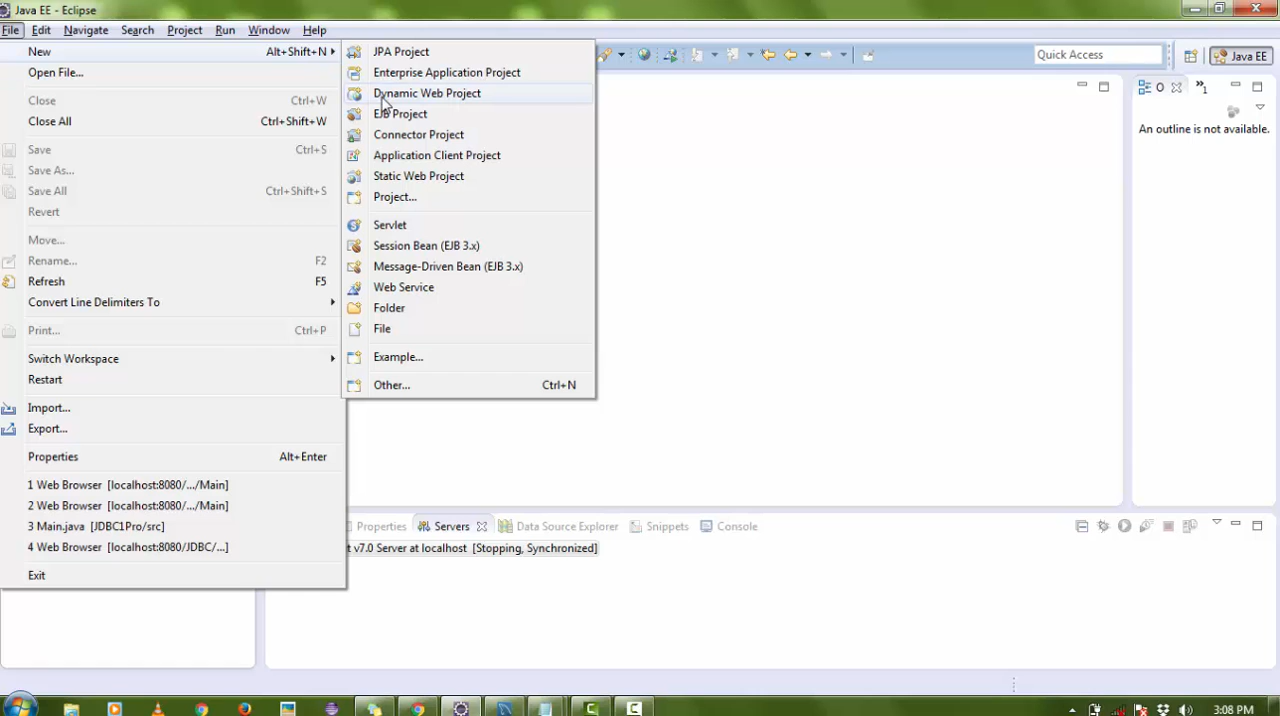 Java EE - Eclipse
File Edit Navigate Search Project Run Window Help
New Alt+Shift+N
Open File...
Close Ctrl+W
Close All Ctrl+Shift+W
Save Ctrl+S
Save As...
Save All Ctrl+Shift+S
Revert
Move...
Rename... F2
Refresh F5
Convert Line Delimiters To
Print... Ctrl+P
Switch Workspace
Restart
Import...
Export...
Properties Alt+Enter
1 Web Browser [localhost:8080/.../Main]
2 Web Browser [localhost:8080/.../Main]
3 Main.java [JDBC1Pro/src]
4 Web Browser [localhost:8080/JDBC/...]
Exit
JPA Project
Enterprise Application Project
Dynamic Web Project
EJB Project
Connector Project
Application Client Project
Static Web Project
Project...
Servlet
Session Bean (EJB 3.x)
Message-Driven Bean (EJB 3.x)
Web Service
Folder
File
Example...
Other... Ctrl+N
Quick Access
Java EE
O
1
An outline is not available.
Properties Servers Data Source Explorer Snippets Console
t v7.0 Server at localhost [Stopping, Synchronized]
3:08 PM